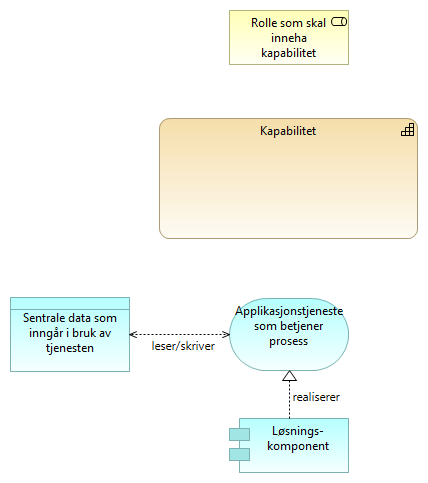 Rolle som skal
inneha
kapabilitet
Kapabilitet
Sentrale data som
inngår i bruk av
tjenesten
leser/skriver
Applikasjonstjeneste
som betjener
prosess
realiserer
Løsnings-
komponent